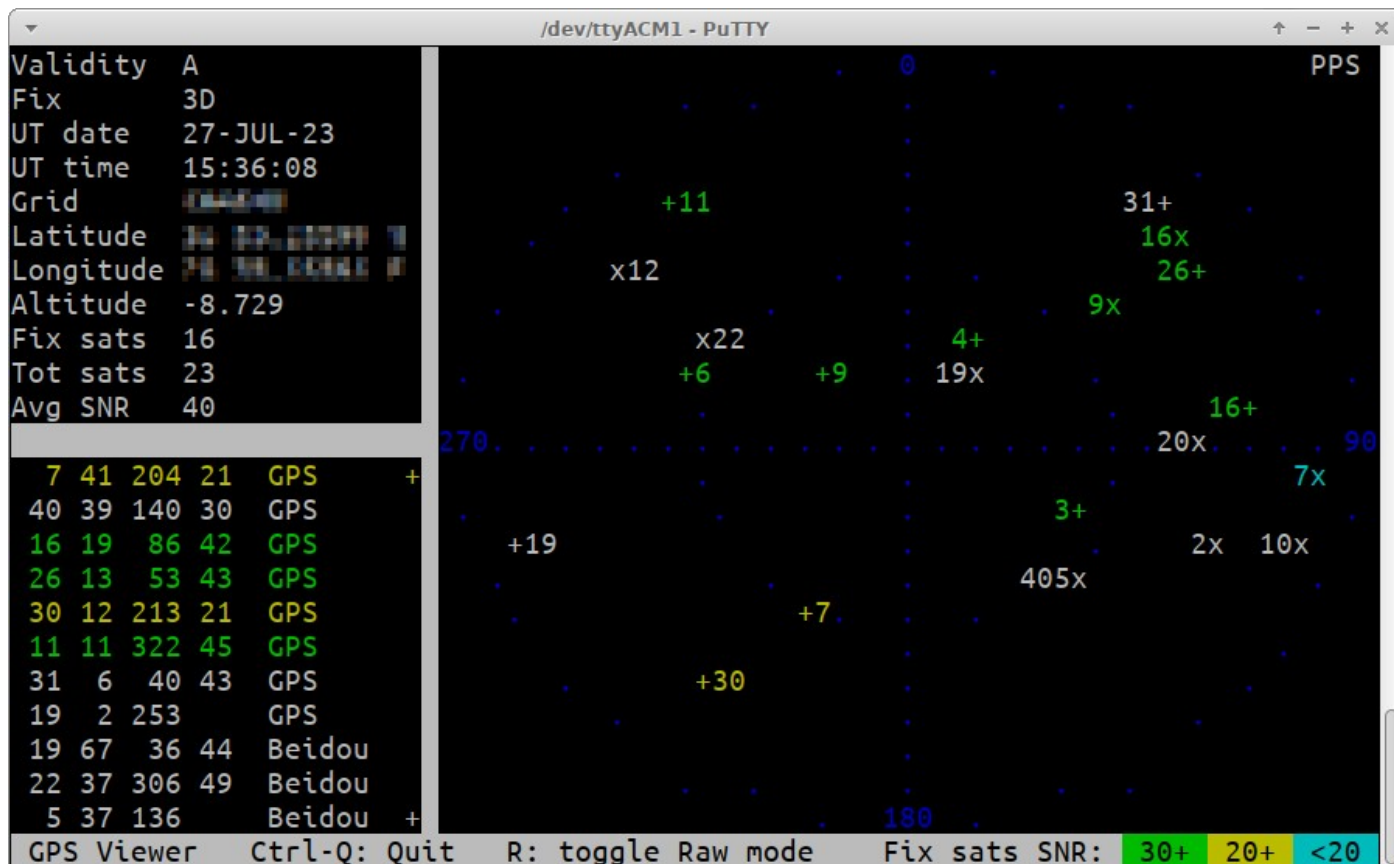 /dev/ttyACM1 - PuTTY
Validity A
Fix 3D
UT date 27-JUL-23
UT time 15:36:08
Grid
Latitude
Longitude
Altitude -8.729
Fix sats 16
Tot sats 23
Avg SNR 40
7 41 204 21 GPS +
40 39 140 30 GPS
16 19 86 42 GPS
26 13 53 43 GPS
30 12 213 21 GPS
11 11 322 45 GPS
31 6 40 43 GPS
19 2 253 GPS
19 67 36 44 Beidou
22 37 306 49 Beidou
5 37 136 Beidou +
0 PPS
+11 31+
16x
x12 26+
9x
x22 4+
+6 +9 19x
16+
270 20x 90
7x
3+
+19 2x 10x
405x
+7
+30
180
GPS Viewer Ctrl-Q: Quit R: toggle Raw mode Fix sats SNR: 30+ 20+ <20